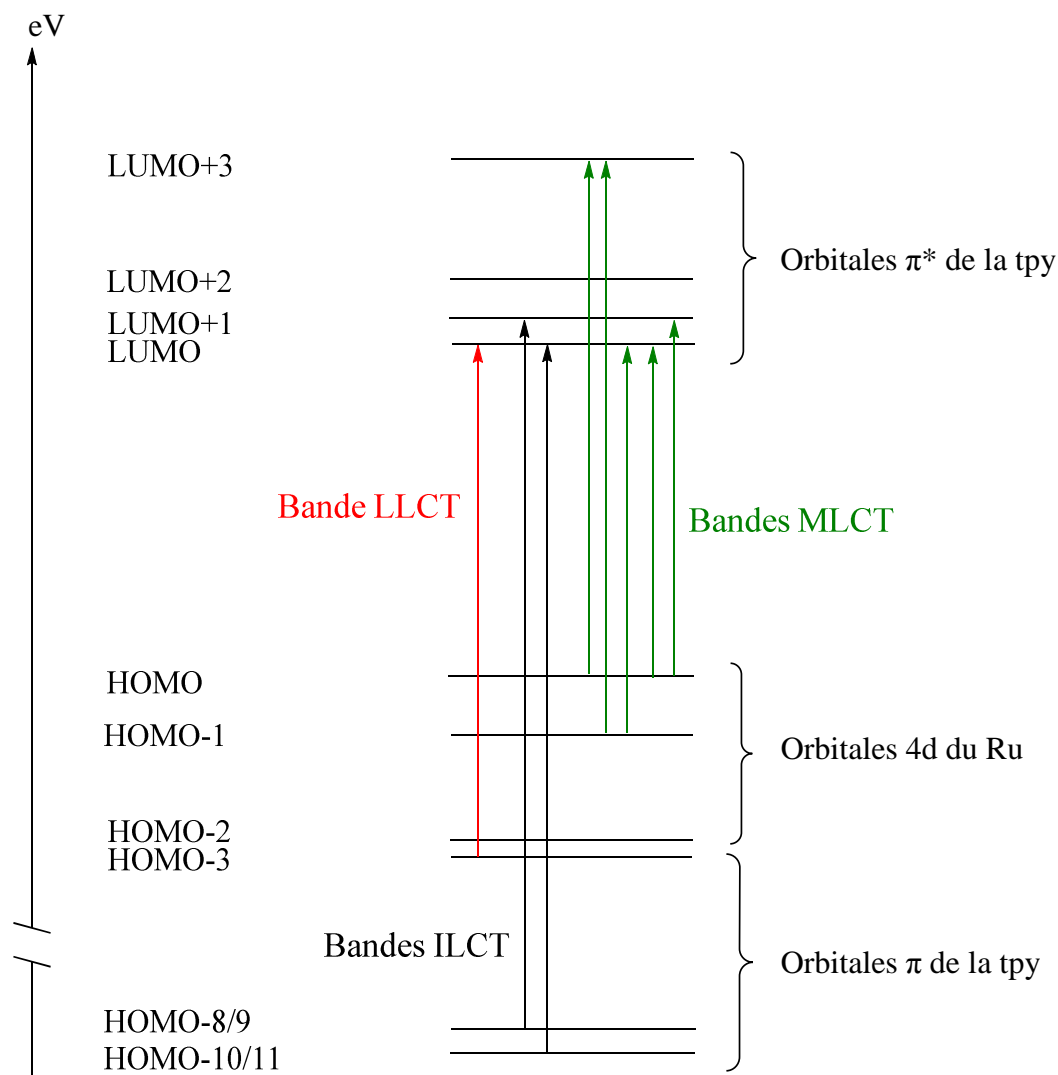 eV
LUMO+3
Orbitales π* de la tpy
LUMO+2
LUMO+1
LUMO
Bande LLCT
Bandes MLCT
HOMO
HOMO-1
Orbitales 4d du Ru
HOMO-2
HOMO-3
Bandes ILCT
Orbitales π de la tpy
HOMO-8/9
HOMO-10/11